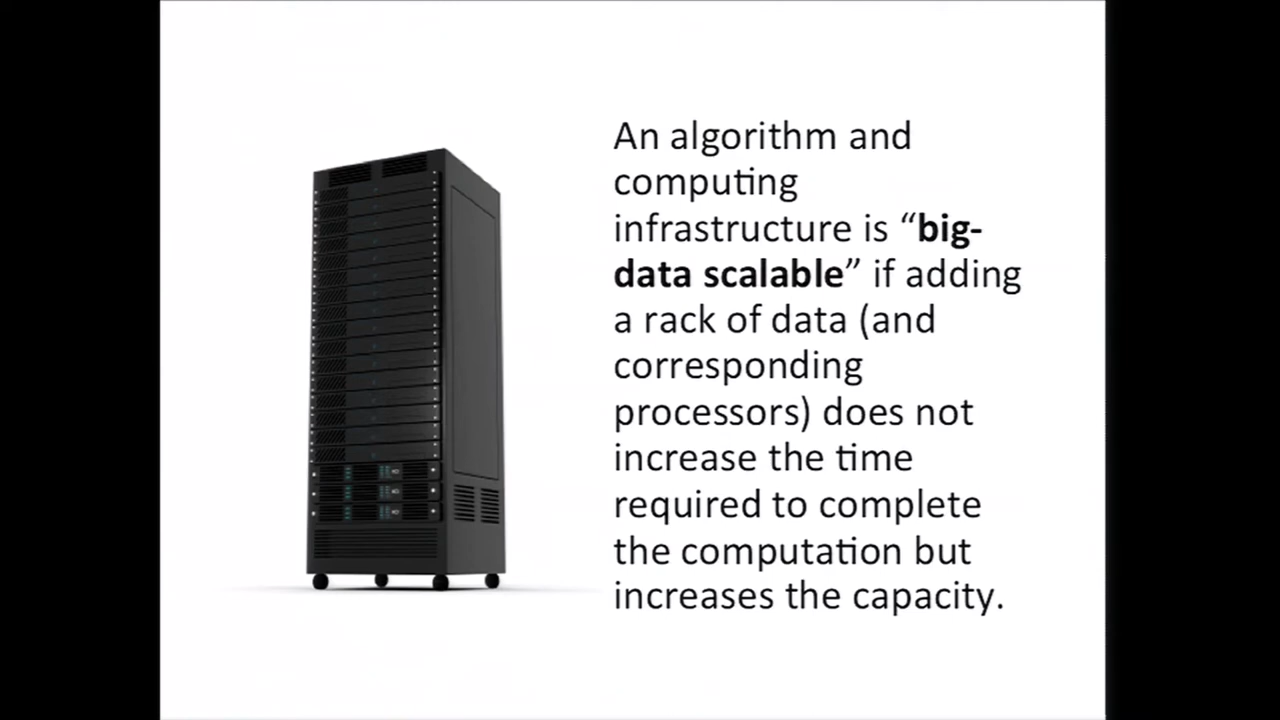 An algorithm and
computing
infrastructure is “big-
data scalable” if adding
a rack of data (and
corresponding
processors) does not
increase the time
required to complete
the computation but
increases the capacity.